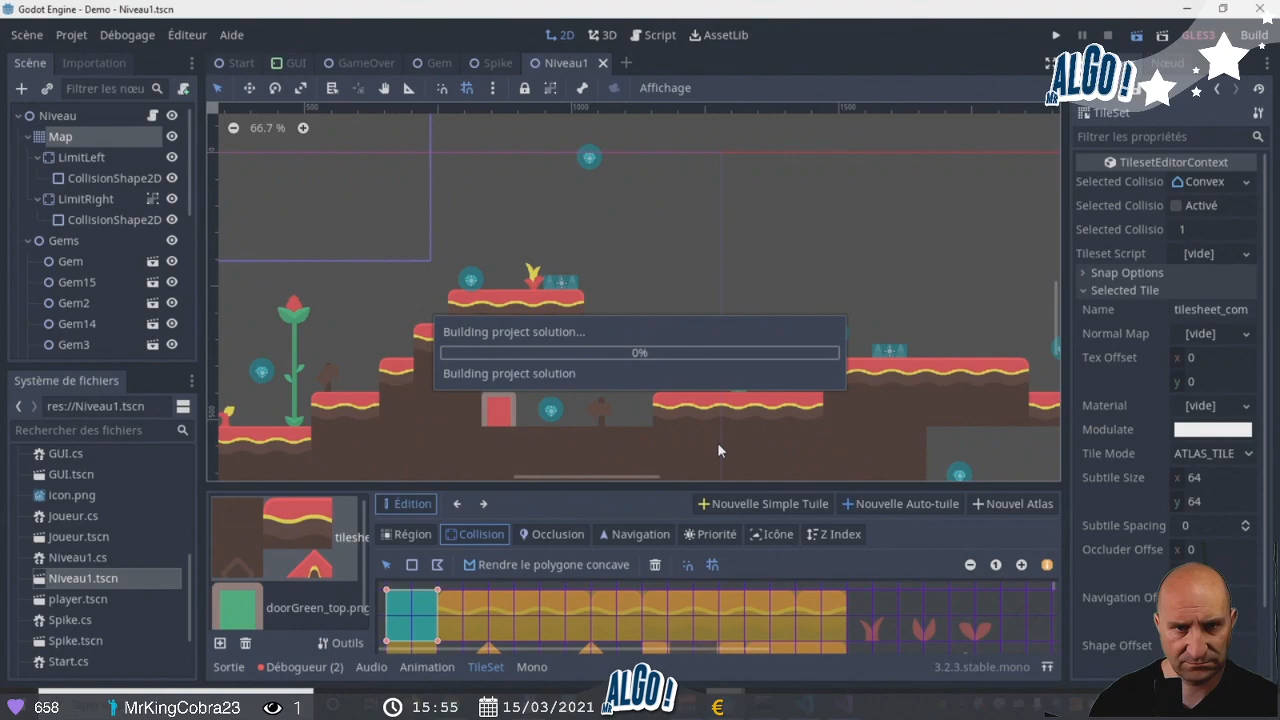 Godot Engine - Demo - Niveau1.tscn
Scène Projet Débogage Éditeur Aide
2D 3D Script AssetLib
GLES3 Build
Scène Importation
Start GUI GameOver Gem Spike Niveau1
Nœud
MR ALGO !
Filtrer les nœu
Affichage
500 1000 1500
66.7 %
Niveau
Map
LimitLeft
CollisionShape2D
LimitRight
CollisionShape2D
Gems
Gem
Gem15
Gem2
Gem14
Gem3
Système de fichiers
res://Niveau1.tscn
Rechercher des fichiers
GUI.cs
GUI.tscn
icon.png
Joueur.cs
Joueur.tscn
Niveau1.cs
Niveau1.tscn
player.tscn
Spike.cs
Spike.tscn
Start.cs
Building project solution...
0%
Building project solution
Édition
Nouvelle Simple Tuile Nouvelle Auto-tuile Nouvel Atlas
Région Collision Occlusion Navigation Priorité Icône Z Index
Rendre le polygone concave
tileshe
doorGreen_top.png
Outils
Sortie Débogueur (2) Audio Animation TileSet Mono
3.2.3.stable.mono
TileSet
Filtrer les propriétés
TilesetEditorContext
Selected Collisio Convex
Selected Collisio Activé
Selected Collisio 1
Tileset Script [vide]
Snap Options
Selected Tile
Name tilesheet_com
Normal Map [vide]
Tex Offset x 0
y 0
Material [vide]
Modulate
Tile Mode ATLAS_TILE
Subtile Size x 64
y 64
Subtile Spacing 0
Occluder Offse x 0
Navigation Of
Shape Offset
658 MrKingCobra23 1 15:55 15/03/2021 MR ALGO ! €